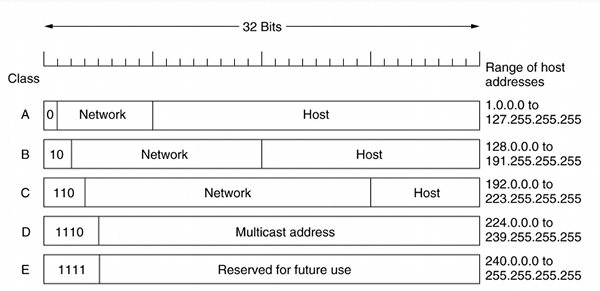 32 Bits
Class
Range of host
addresses
A
0
Network
Host
1.0.0.0 to
127.255.255.255
B
10
Network
Host
128.0.0.0 to
191.255.255.255
C
110
Network
Host
192.0.0.0 to
223.255.255.255
D
1110
Multicast address
224.0.0.0 to
239.255.255.255
E
1111
Reserved for future use
240.0.0.0 to
255.255.255.255